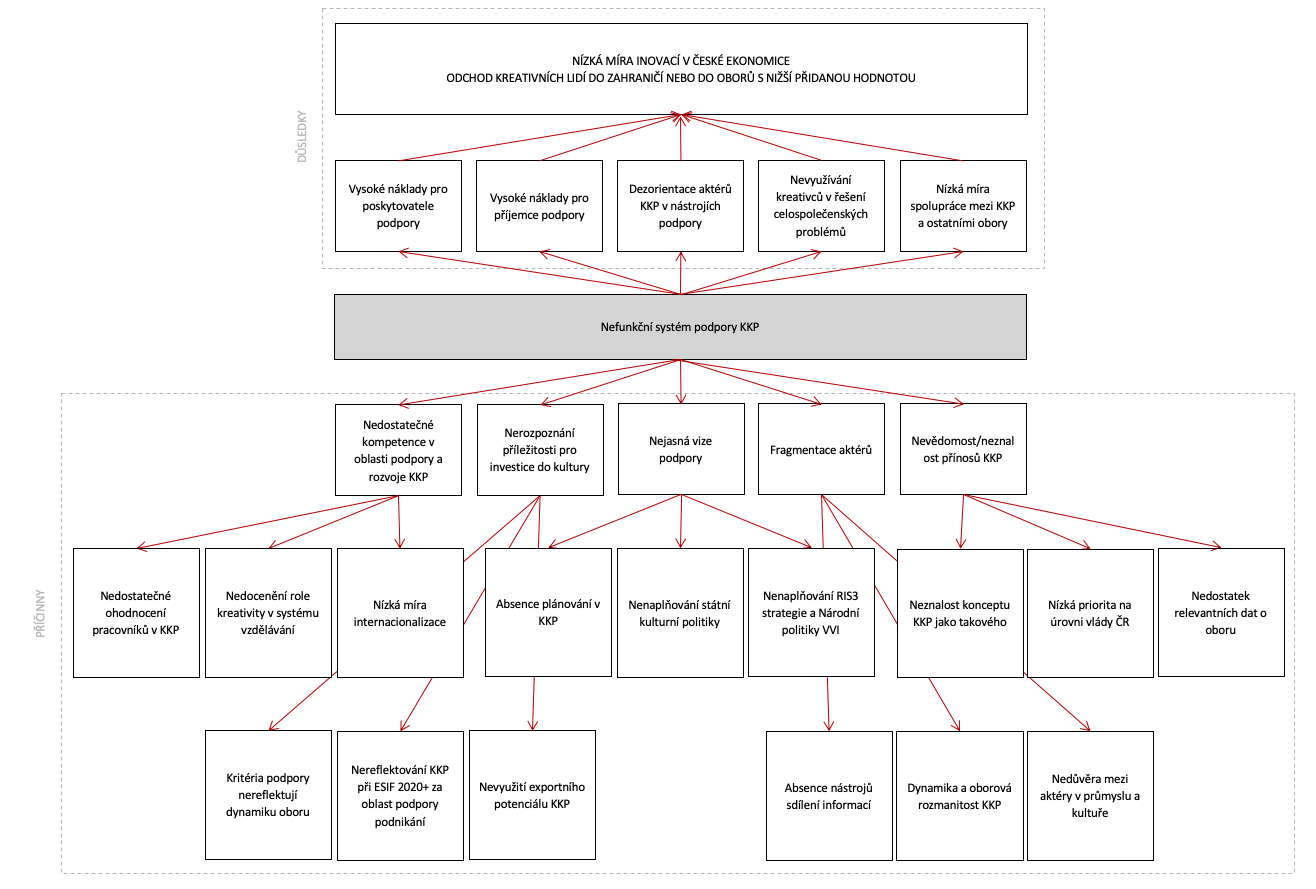 NÍZKÁ MÍRA INOVACÍ V ČESKÉ EKONOMICE
ODCHOD KREATIVNÍCH LIDÍ DO ZAHRANIČÍ NEBO DO OBORŮ S NIŽŠÍ PŘIDANOU HODNOTOU
DŮSLEDKY
Vysoké náklady pro
poskytovatele
podpory
Vysoké náklady pro
příjemce podpory
Dezorientace aktérů
KKP v nástrojích
podpory
Nevyužívání
kreativců v řešení
celospolečenských
problémů
Nízká míra
spolupráce mezi KKP
a ostatními obory
Nefunkční systém podpory KKP
PŘÍČINNY
Nedostatečné
kompetence v
oblasti podpory a
rozvoje KKP
Nerozpoznání
příležitosti pro
investice do kultury
Nejasná vize
podpory
Fragmentace aktérů
Nevědomost/neznal
ost přínosů KKP
Nedostatečné
ohodnocení
pracovníků v KKP
Nedocenění role
kreativity v systému
vzdělávání
Nízká míra
internacionalizace
Absence plánování v
KKP
Nenaplňování státní
kulturní politiky
Nenaplňování RIS3
strategie a Národní
politiky VVI
Neznalost konceptu
KKP jako takového
Nízká priorita na
úrovni vlády ČR
Nedostatek
relevantních dat o
oboru
Kritéria podpory
nereflektují
dynamiku oboru
Nereflektování KKP
při ESIF 2020+ za
oblast podpory
podnikání
Nevyužití exportního
potenciálu KKP
Absence nástrojů
sdílení informací
Dynamika a oborová
rozmanitost KKP
Nedůvěra mezi
aktéry v průmyslu a
kultuře